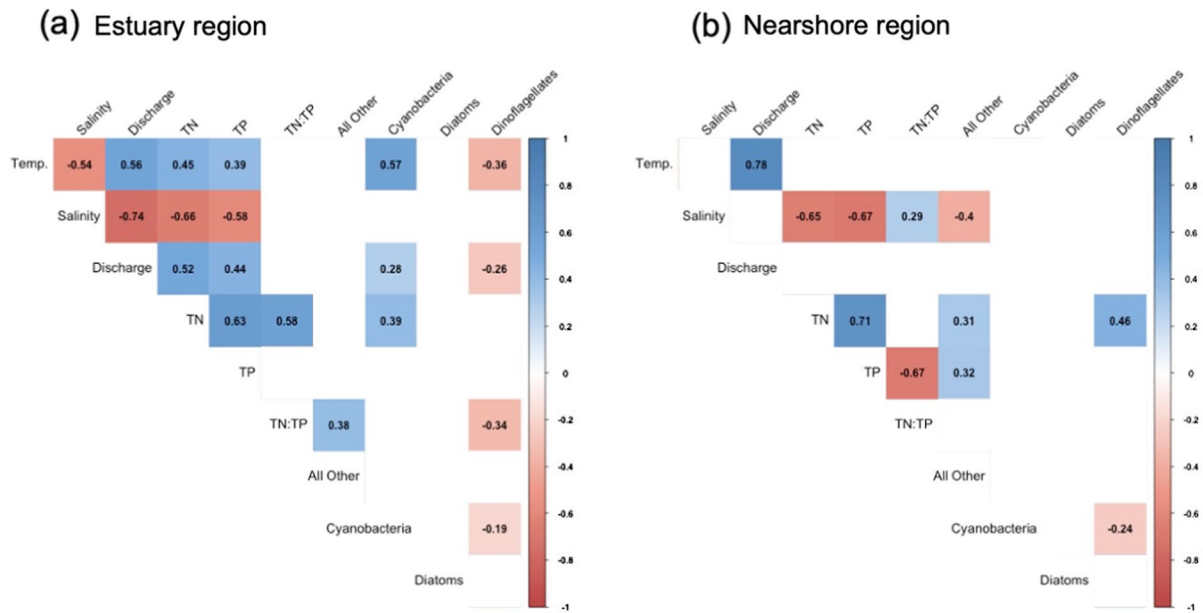 (a) Estuary region
Salinity Discharge TN TP TN:TP All Other Cyanobacteria Diatoms Dinoflagellates
Temp. -0.54 0.56 0.45 0.39 0.57 -0.36
Salinity -0.74 -0.66 -0.58
Discharge 0.52 0.44 0.28 -0.26
TN 0.63 0.58 0.39
TP
TN:TP 0.38 -0.34
All Other
Cyanobacteria -0.19
Diatoms
1
0.8
0.6
0.4
0.2
0
-0.2
-0.4
-0.6
-0.8
-1
(b) Nearshore region
Salinity Discharge TN TP TN:TP All Other Cyanobacteria Diatoms Dinoflagellates
Temp. 0.78
Salinity -0.65 -0.67 0.29 -0.4
Discharge
TN 0.71 0.31 0.46
TP -0.67 0.32
TN:TP
All Other
Cyanobacteria -0.24
Diatoms
1
0.8
0.6
0.4
0.2
0
-0.2
-0.4
-0.6
-0.8
-1